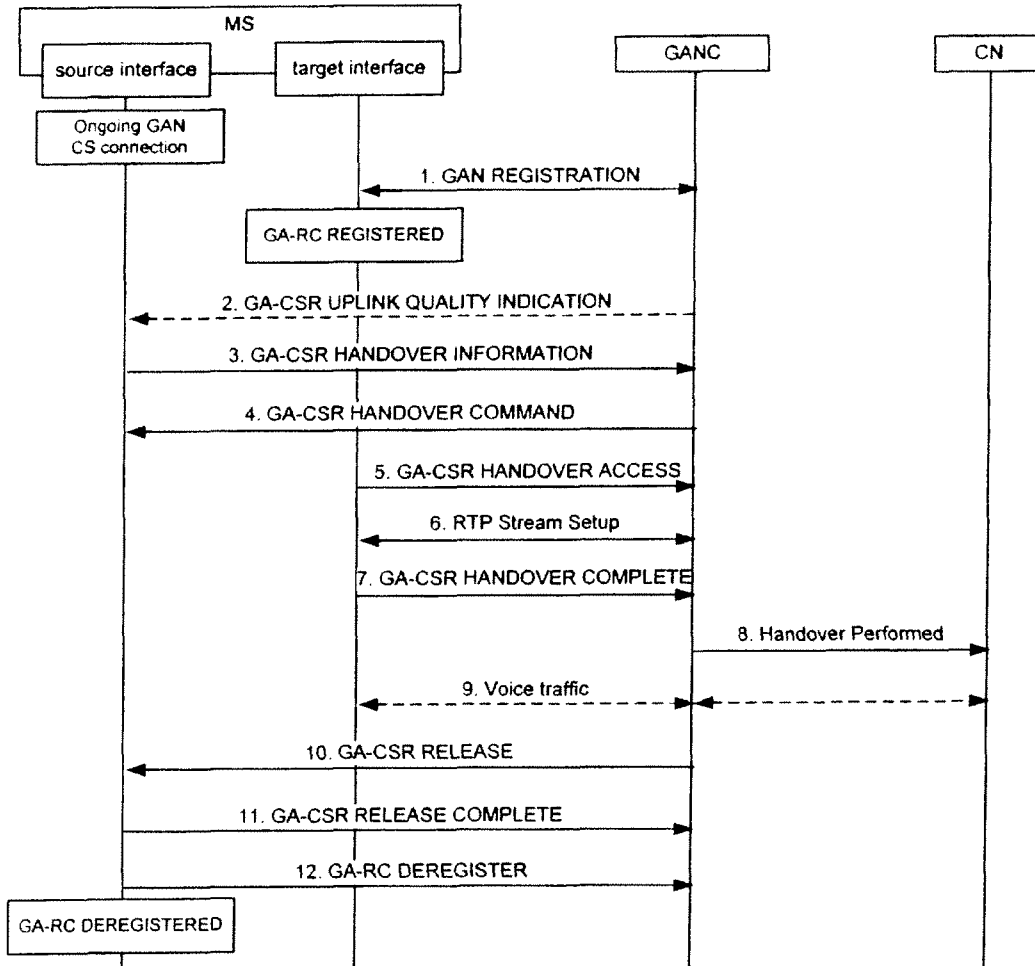 MS
GANC
CN
source interface
target interface
Ongoing GAN
CS connection
1. GAN REGISTRATION
GA-RC REGISTERED
2. GA-CSR UPLINK QUALITY INDICATION
3. GA-CSR HANDOVER INFORMATION
4. GA-CSR HANDOVER COMMAND
5. GA-CSR HANDOVER ACCESS
6. RTP Stream Setup
7. GA-CSR HANDOVER COMPLETE
8. Handover Performed
9. Voice traffic
10. GA-CSR RELEASE
11. GA-CSR RELEASE COMPLETE
12. GA-RC DEREGISTER
GA-RC DEREGISTERED